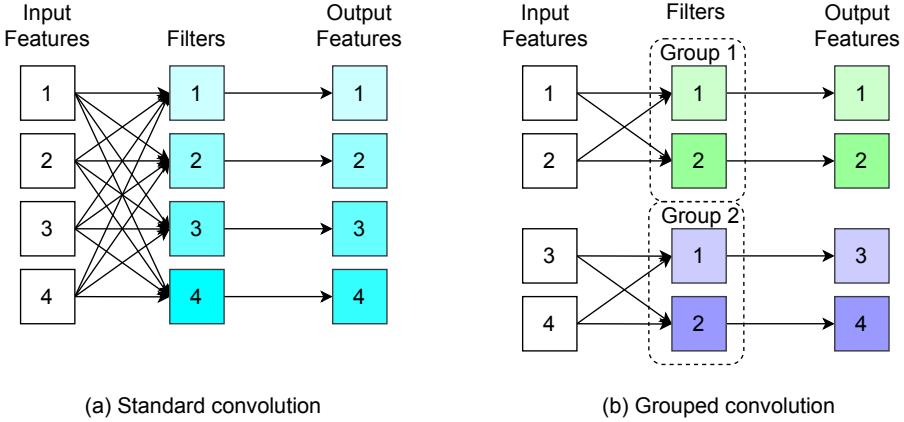 Input
Features
Filters
Output
Features
1
1
1
2
2
2
3
3
3
4
4
4
(a) Standard convolution
Input
Features
Filters
Output
Features
Group 1
1
1
1
2
2
2
Group 2
3
1
3
4
2
4
(b) Grouped convolution